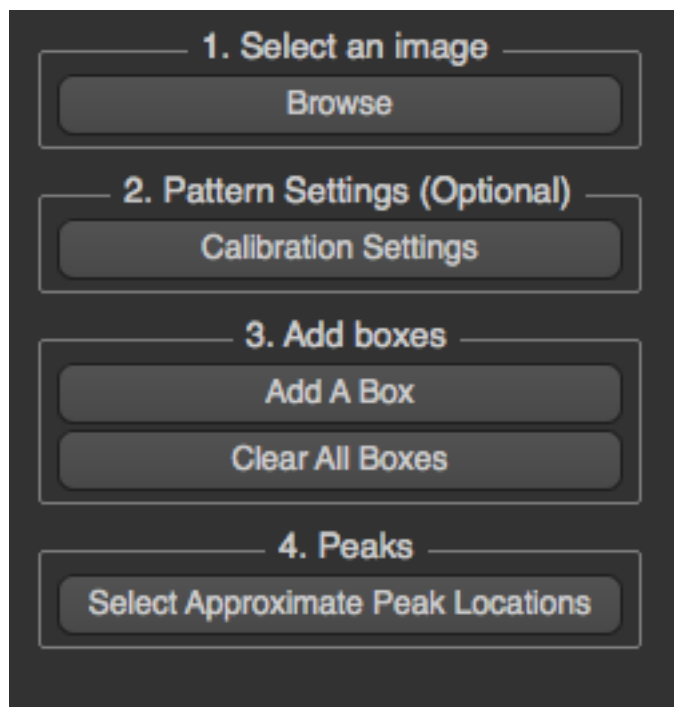 1. Select an image
Browse
2. Pattern Settings (Optional)
Calibration Settings
3. Add boxes
Add A Box
Clear All Boxes
4. Peaks
Select Approximate Peak Locations